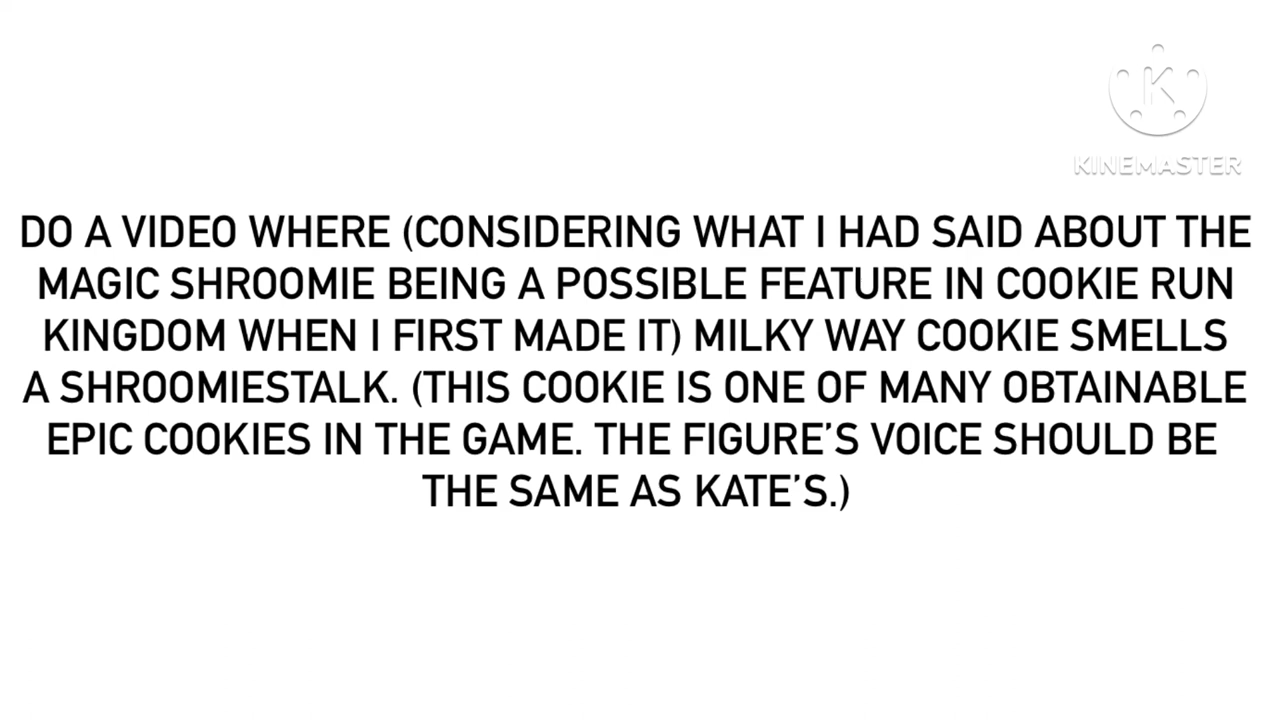 K
KINEMASTER
DO A VIDEO WHERE (CONSIDERING WHAT I HAD SAID ABOUT THE
MAGIC SHROOMIE BEING A POSSIBLE FEATURE IN COOKIE RUN
KINGDOM WHEN I FIRST MADE IT) MILKY WAY COOKIE SMELLS
A SHROOMIESTALK. (THIS COOKIE IS ONE OF MANY OBTAINABLE
EPIC COOKIES IN THE GAME. THE FIGURE’S VOICE SHOULD BE
THE SAME AS KATE’S.)